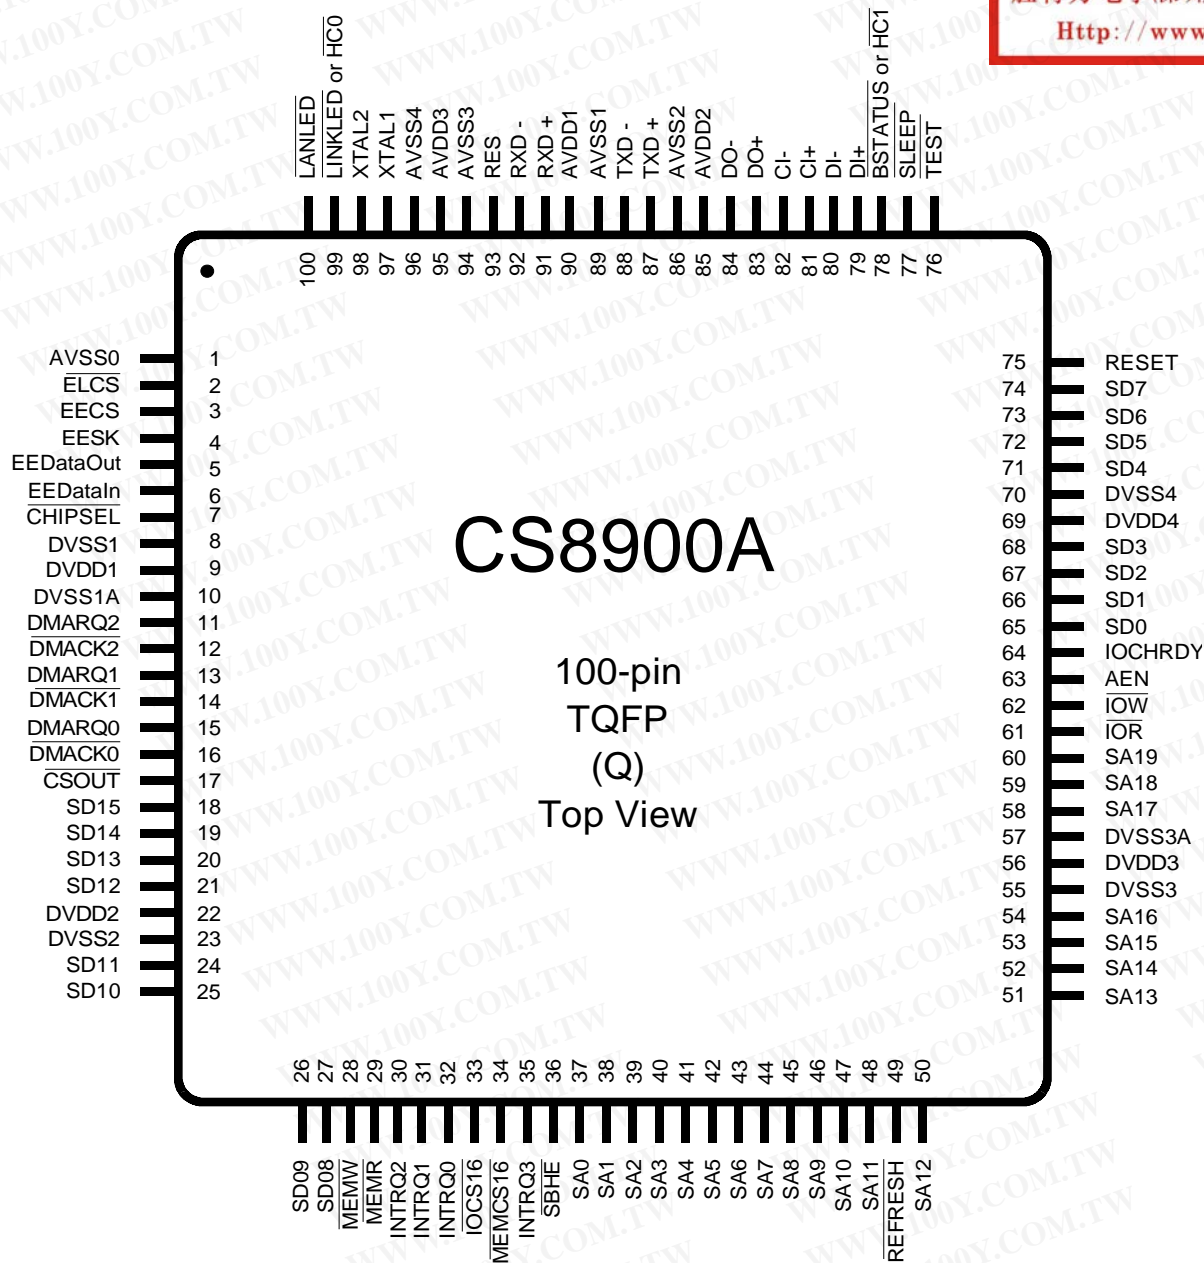 Http://www
LANLED
LINKLED or HC0
XTAL2
XTAL1
AVSS4
AVDD3
AVSS3
RES
RXD -
RXD +
AVDD1
AVSS1
TXD -
TXD +
AVSS2
AVDD2
DO-
DO+
CI-
CI+
DI-
DI+
BSTATUS or HC1
SLEEP
TEST
100
99
98
97
96
95
94
93
92
91
90
89
88
87
86
85
84
83
82
81
80
79
78
77
76
AVSS0 1
ELCS 2
EECS 3
EESK 4
EEDataOut 5
EEDataIn 6
CHIPSEL 7
DVSS1 8
DVDD1 9
DVSS1A 10
DMARQ2 11
DMACK2 12
DMARQ1 13
DMACK1 14
DMARQ0 15
DMACK0 16
CSOUT 17
SD15 18
SD14 19
SD13 20
SD12 21
DVDD2 22
DVSS2 23
SD11 24
SD10 25
CS8900A
100-pin
TQFP
(Q)
Top View
75 RESET
74 SD7
73 SD6
72 SD5
71 SD4
70 DVSS4
69 DVDD4
68 SD3
67 SD2
66 SD1
65 SD0
64 IOCHRDY
63 AEN
62 IOW
61 IOR
60 SA19
59 SA18
58 SA17
57 DVSS3A
56 DVDD3
55 DVSS3
54 SA16
53 SA15
52 SA14
51 SA13
26
27
28
29
30
31
32
33
34
35
36
37
38
39
40
41
42
43
44
45
46
47
48
49
50
SD09
SD08
MEMW
MEMR
INTRQ2
INTRQ1
INTRQ0
IOCS16
MEMCS16
INTRQ3
SBHE
SA0
SA1
SA2
SA3
SA4
SA5
SA6
SA7
SA8
SA9
SA10
SA11
REFRESH
SA12
WWW.100Y.COM.TW